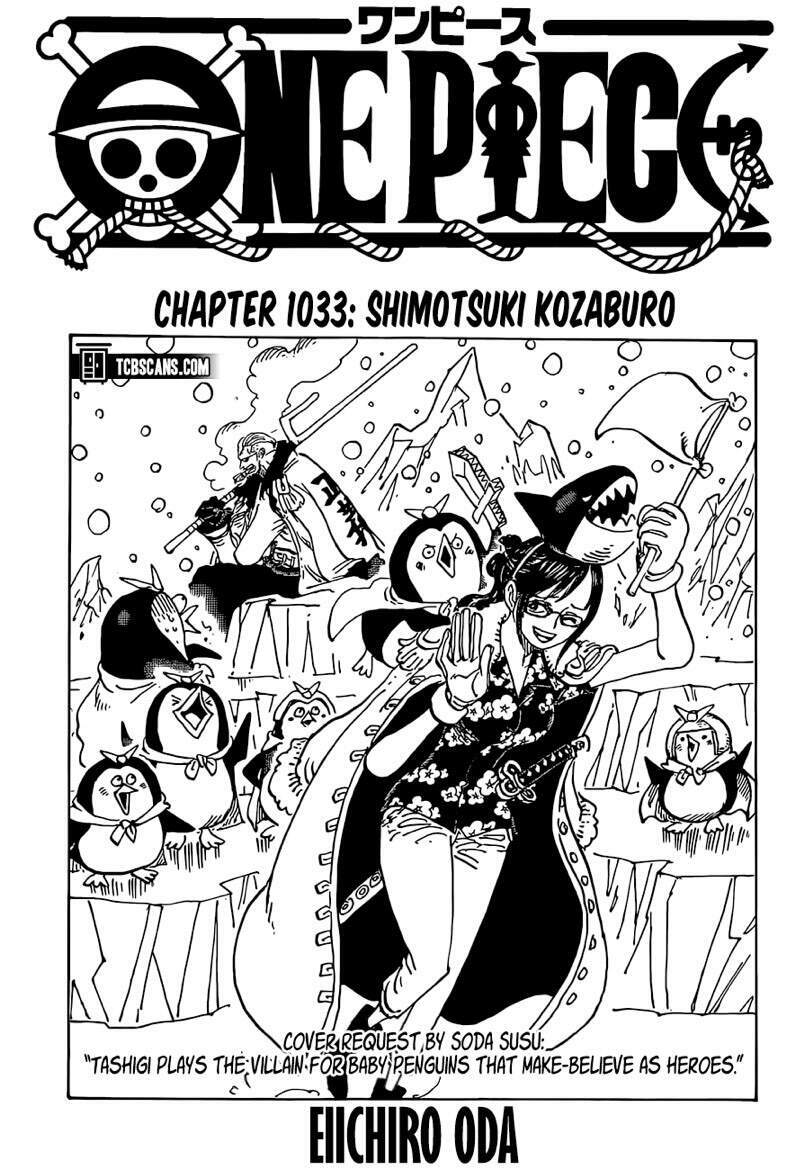 ワンピース
ONE PIECE
CHAPTER 1033: SHIMOTSUKI KOZABURO
TCBSCANS.COM
COVER REQUEST BY SODA SUSU:
"TASHIGI PLAYS THE VILLAIN FOR BABY PENGUINS THAT MAKE-BELIEVE AS HEROES."
EIICHIRO ODA